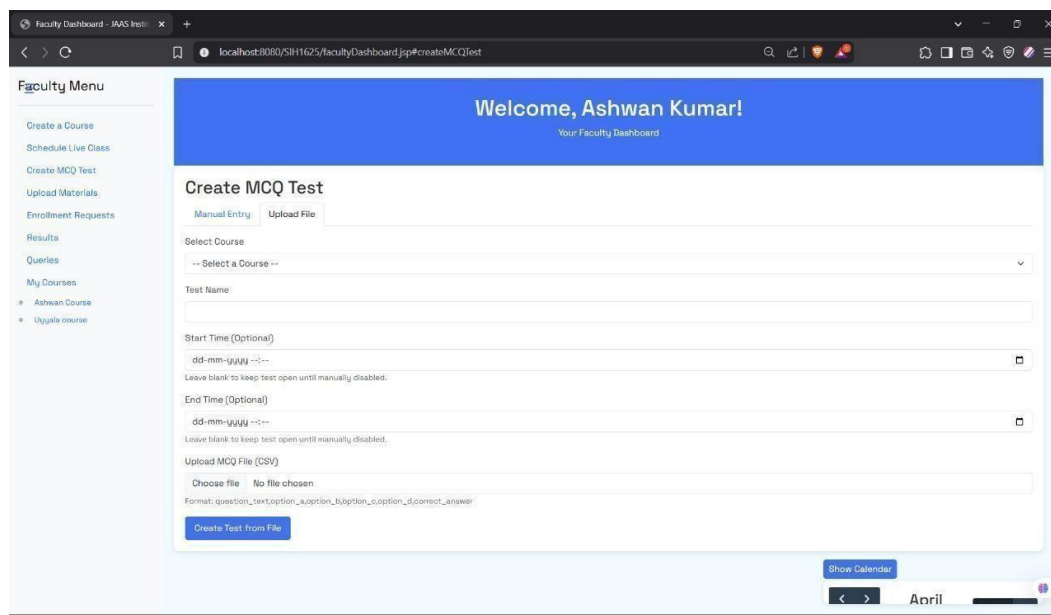 Faculty Dashboard - JAAS Instit
localhost:8080/SIH1625/facultyDashboard.jsp#createMCQTest
Faculty Menu
Create a Course
Schedule Live Class
Create MCQ Test
Upload Materials
Enrollment Requests
Results
Queries
My Courses
Ashwan Course
Uyyala course
Welcome, Ashwan Kumar!
Your Faculty Dashboard
Create MCQ Test
Manual Entry Upload File
Select Course
-- Select a Course --
Test Name
Start Time (Optional)
dd-mm-yyyy --:--
Leave blank to keep test open until manually disabled.
End Time (Optional)
dd-mm-yyyy --:--
Leave blank to keep test open until manually disabled.
Upload MCQ File (CSV)
Choose file No file chosen
Format: question_text,option_a,option_b,option_c,option_d,correct_answer
Create Test from File
Show Calendar
April